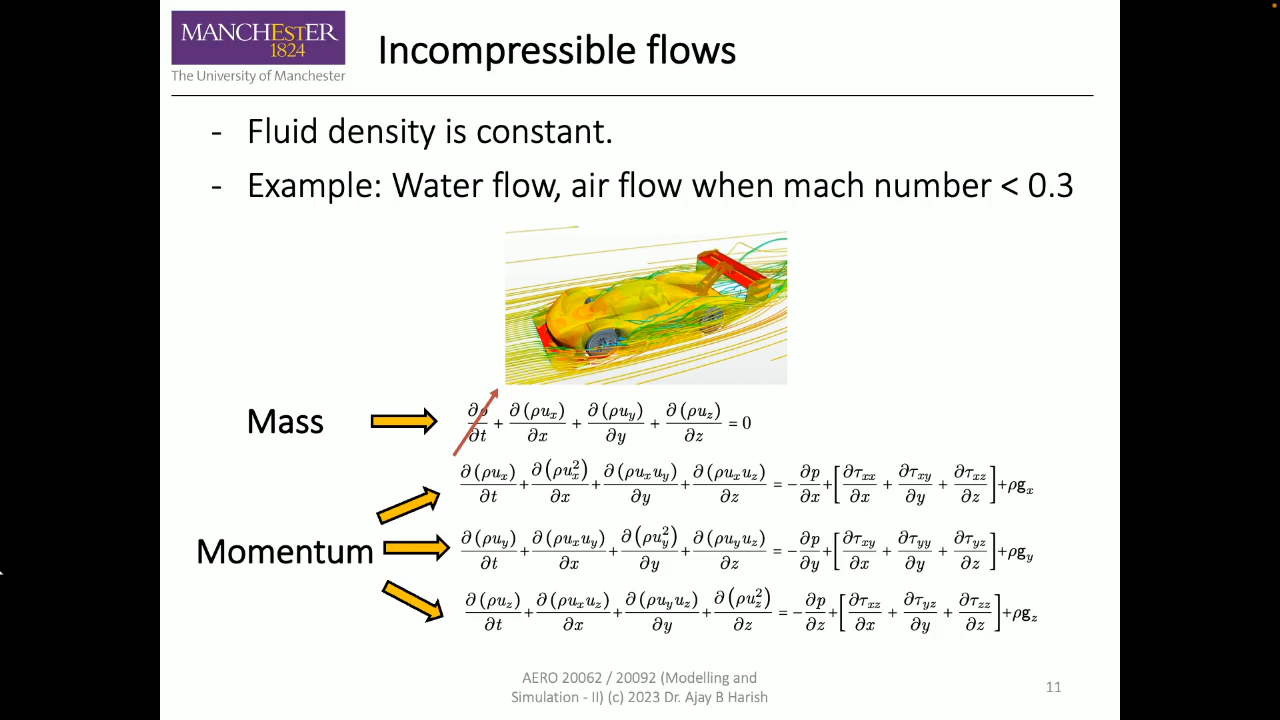 MANCHESTER
1824
The University of Manchester
Incompressible flows
- Fluid density is constant.
- Example: Water flow, air flow when mach number < 0.3
Mass
∂ρ/∂t + ∂(ρu_x)/∂x + ∂(ρu_y)/∂y + ∂(ρu_z)/∂z = 0
∂(ρu_x)/∂t + ∂(ρu_x^2)/∂x + ∂(ρu_xu_y)/∂y + ∂(ρu_xu_z)/∂z = -∂p/∂x + [∂τ_xx/∂x + ∂τ_xy/∂y + ∂τ_xz/∂z] + ρg_x
Momentum
∂(ρu_y)/∂t + ∂(ρu_xu_y)/∂x + ∂(ρu_y^2)/∂y + ∂(ρu_yu_z)/∂z = -∂p/∂y + [∂τ_xy/∂x + ∂τ_yy/∂y + ∂τ_yz/∂z] + ρg_y
∂(ρu_z)/∂t + ∂(ρu_xu_z)/∂x + ∂(ρu_yu_z)/∂y + ∂(ρu_z^2)/∂z = -∂p/∂z + [∂τ_xz/∂x + ∂τ_yz/∂y + ∂τ_zz/∂z] + ρg_z
AERO 20062 / 20092 (Modelling and
Simulation - II) (c) 2023 Dr. Ajay B Harish
11